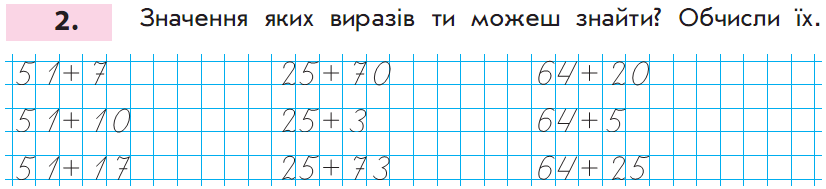 2. Значення яких виразів ти можеш знайти? Обчисли їх.
51+7 25+70 64+20
51+10 25+3 64+5
51+17 25+73 64+25